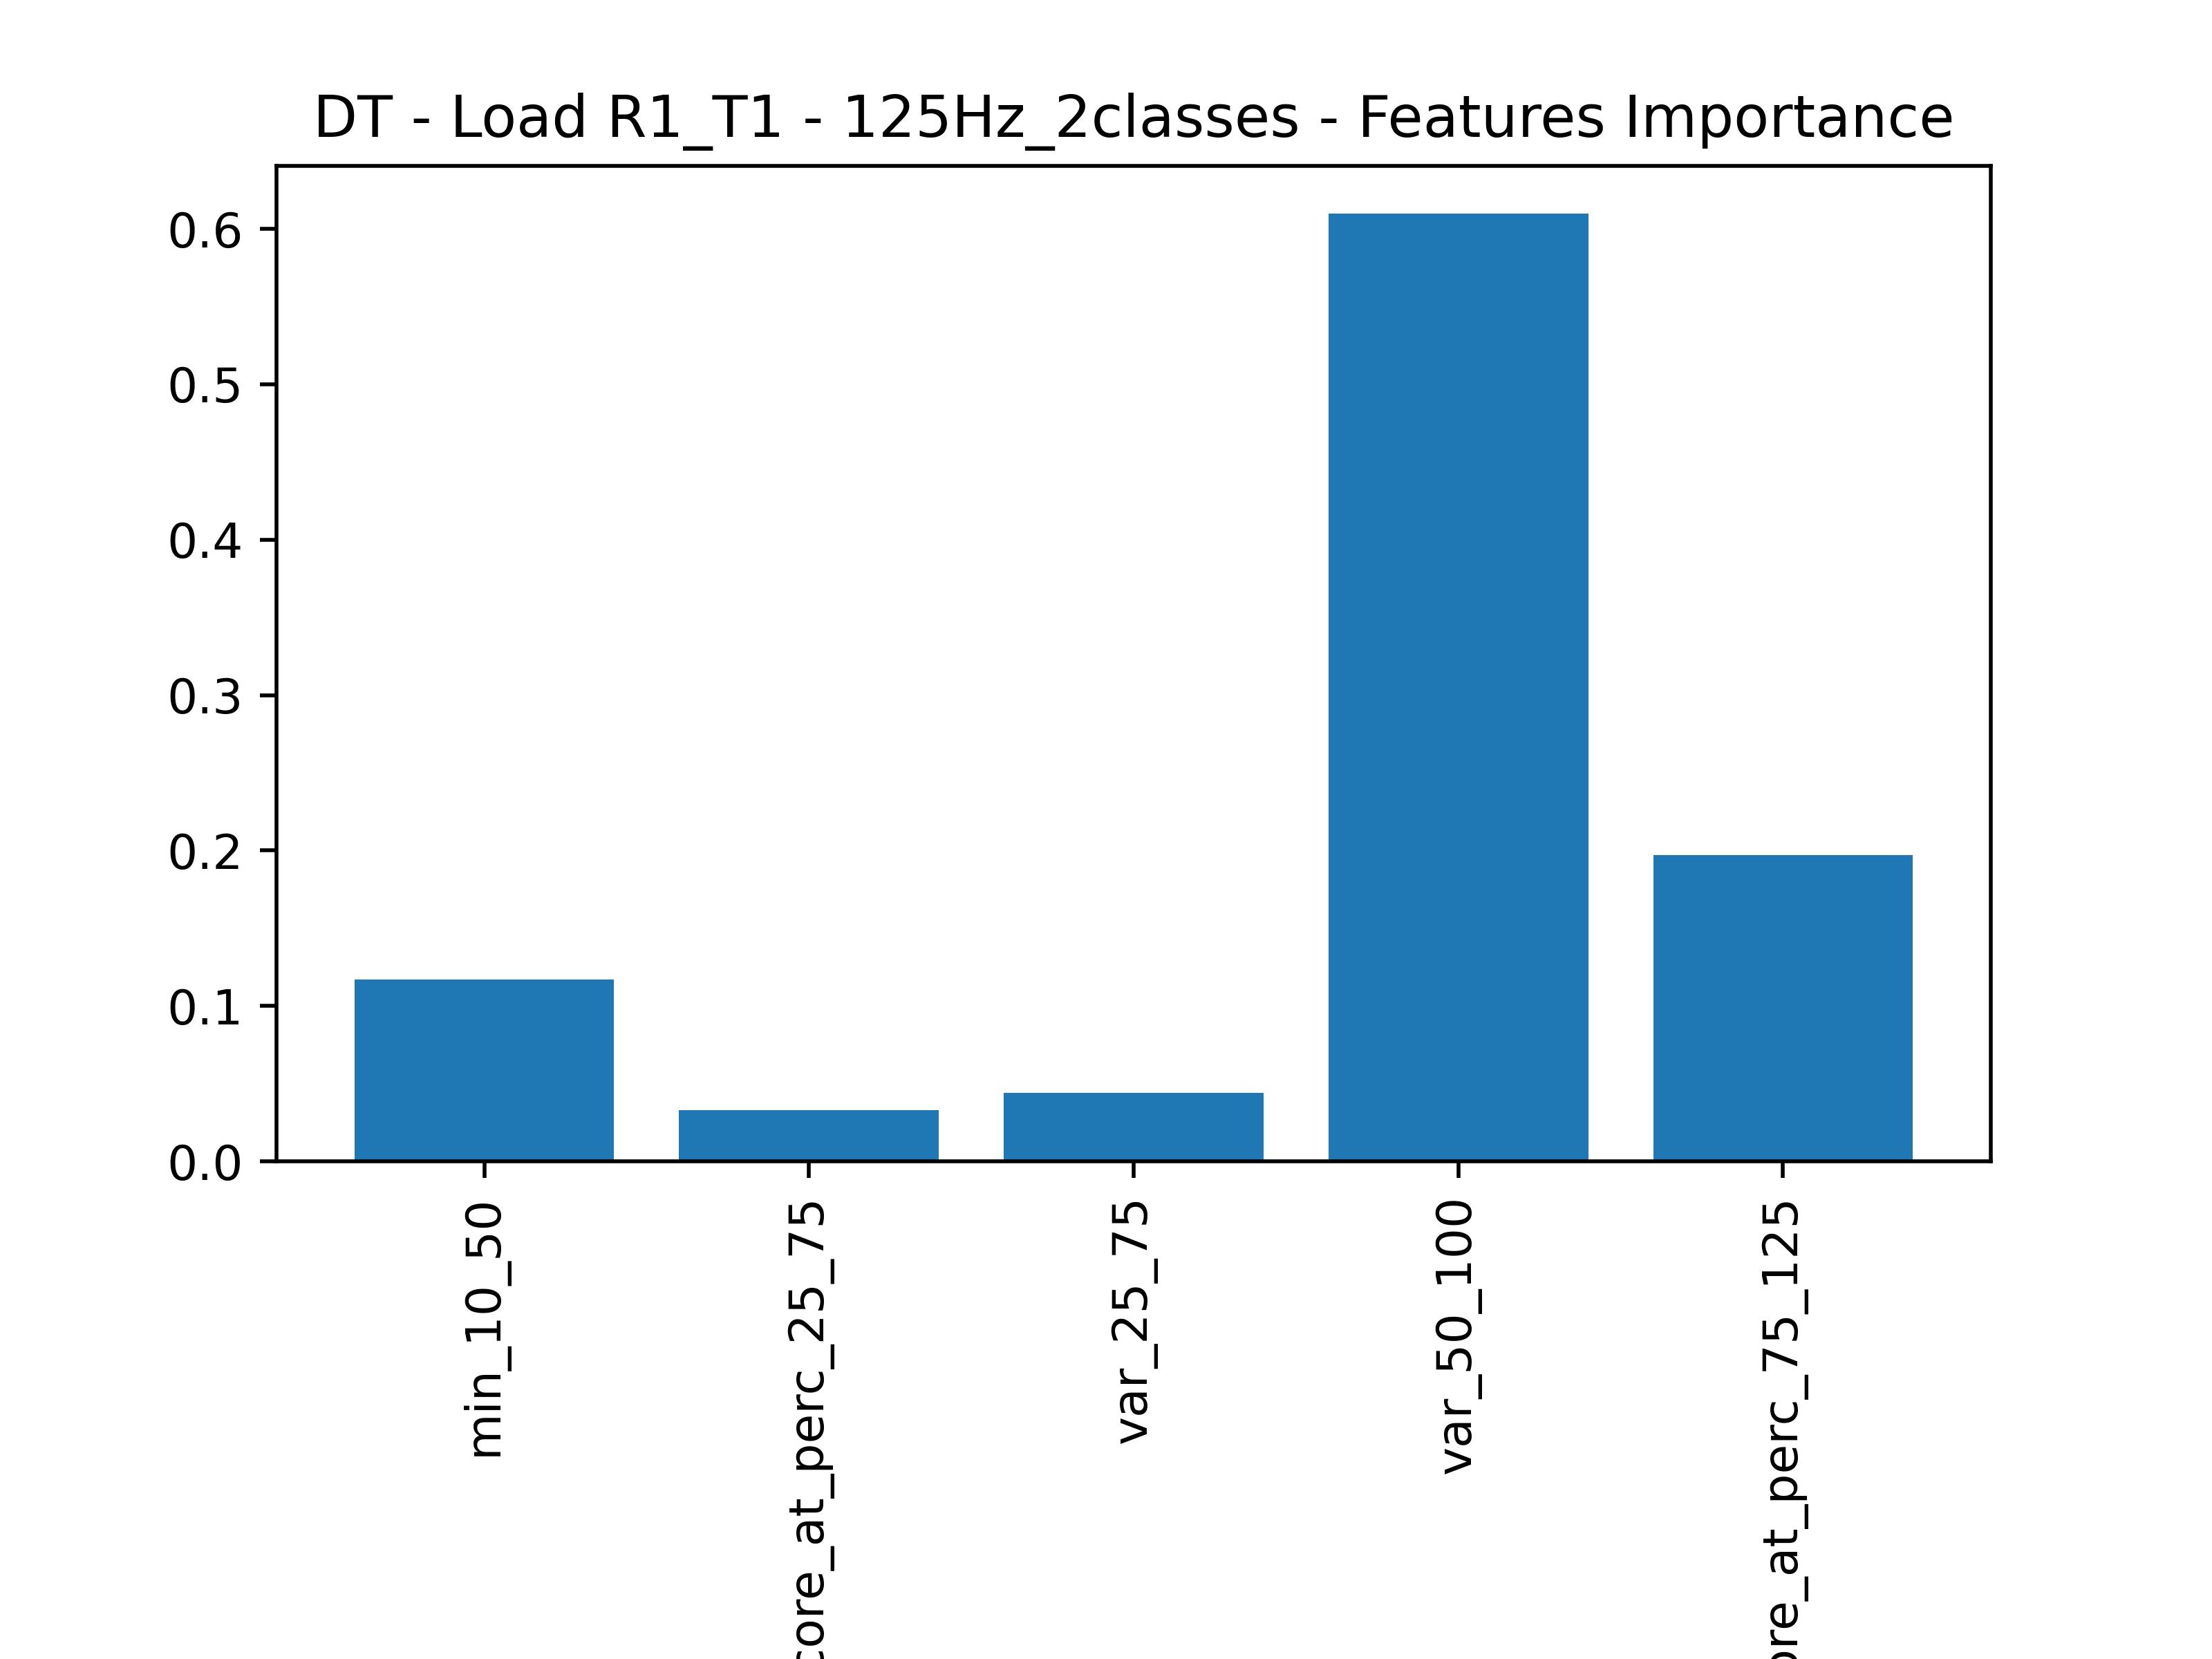 DT - Load R1_T1 - 125Hz_2classes - Features Importance
0.6
0.5
0.4
0.3
0.2
0.1
0.0
min_10_50
core_at_perc_25_75
var_25_75
var_50_100
ore_at_perc_75_125